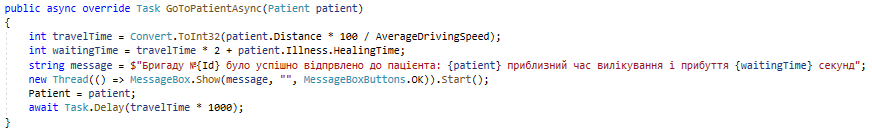 public async override Task GoToPatientAsync(Patient patient)
{
int travelTime = Convert.ToInt32(patient.Distance * 100 / AverageDrivingSpeed);
int waitingTime = travelTime * 2 + patient.Illness.HealingTime;
string message = $"Бригаду №{Id} було успішно відпрвлено до пацієнта: {patient} приблизний час вилікування і прибуття {waitingTime} секунд";
new Thread(() => MessageBox.Show(message, "", MessageBoxButtons.OK)).Start();
Patient = patient;
await Task.Delay(travelTime * 1000);
}